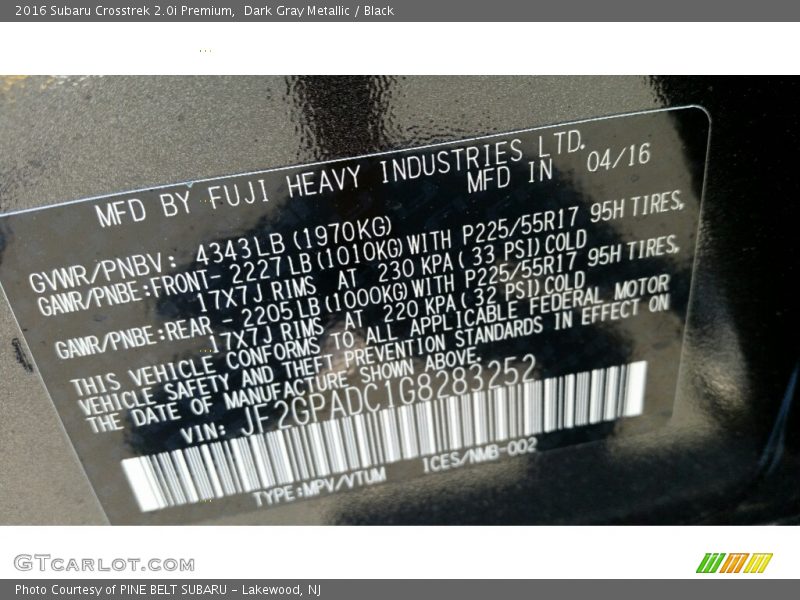 2016 Subaru Crosstrek 2.0i Premium,  Dark Gray Metallic / Black
MFD BY FUJI HEAVY INDUSTRIES LTD.
MFD IN 04/16
GVWR/PNBV: 4343LB(1970KG)
GAWR/PNBE:FRONT- 2227LB(1010KG)WITH P225/55R17 95H TIRES,
17X7J RIMS AT 230 KPA( 33 PSI)COLD
GAWR/PNBE:REAR - 2205LB(1000KG)WITH P225/55R17 95H TIRES,
17X7J RIMS AT 220 KPA( 32 PSI)COLD
THIS VEHICLE CONFORMS TO ALL APPLICABLE FEDERAL MOTOR
VEHICLE SAFETY AND THEFT PREVENTION STANDARDS IN EFFECT ON
THE DATE OF MANUFACTURE SHOWN ABOVE.
VIN: JF2GPADC1G8283252
TYPE:MPV/VTUM ICES/NMB-002
GTcarlot.com
Photo Courtesy of PINE BELT SUBARU - Lakewood, NJ